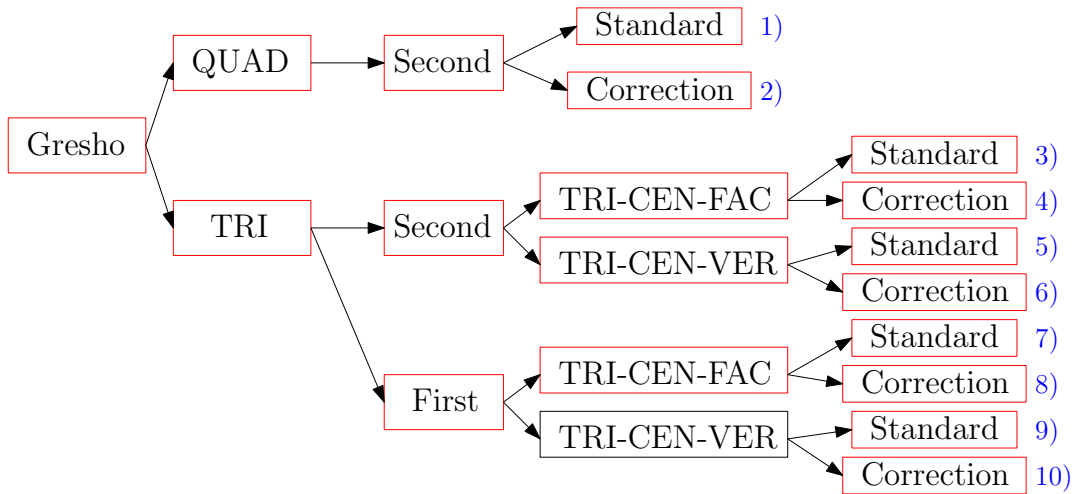 Standard 1)
QUAD Second
Correction 2)
Gresho
Standard 3)
TRI-CEN-FAC
Correction 4)
TRI Second
Standard 5)
TRI-CEN-VER
Correction 6)
Standard 7)
TRI-CEN-FAC
Correction 8)
First
Standard 9)
TRI-CEN-VER
Correction 10)